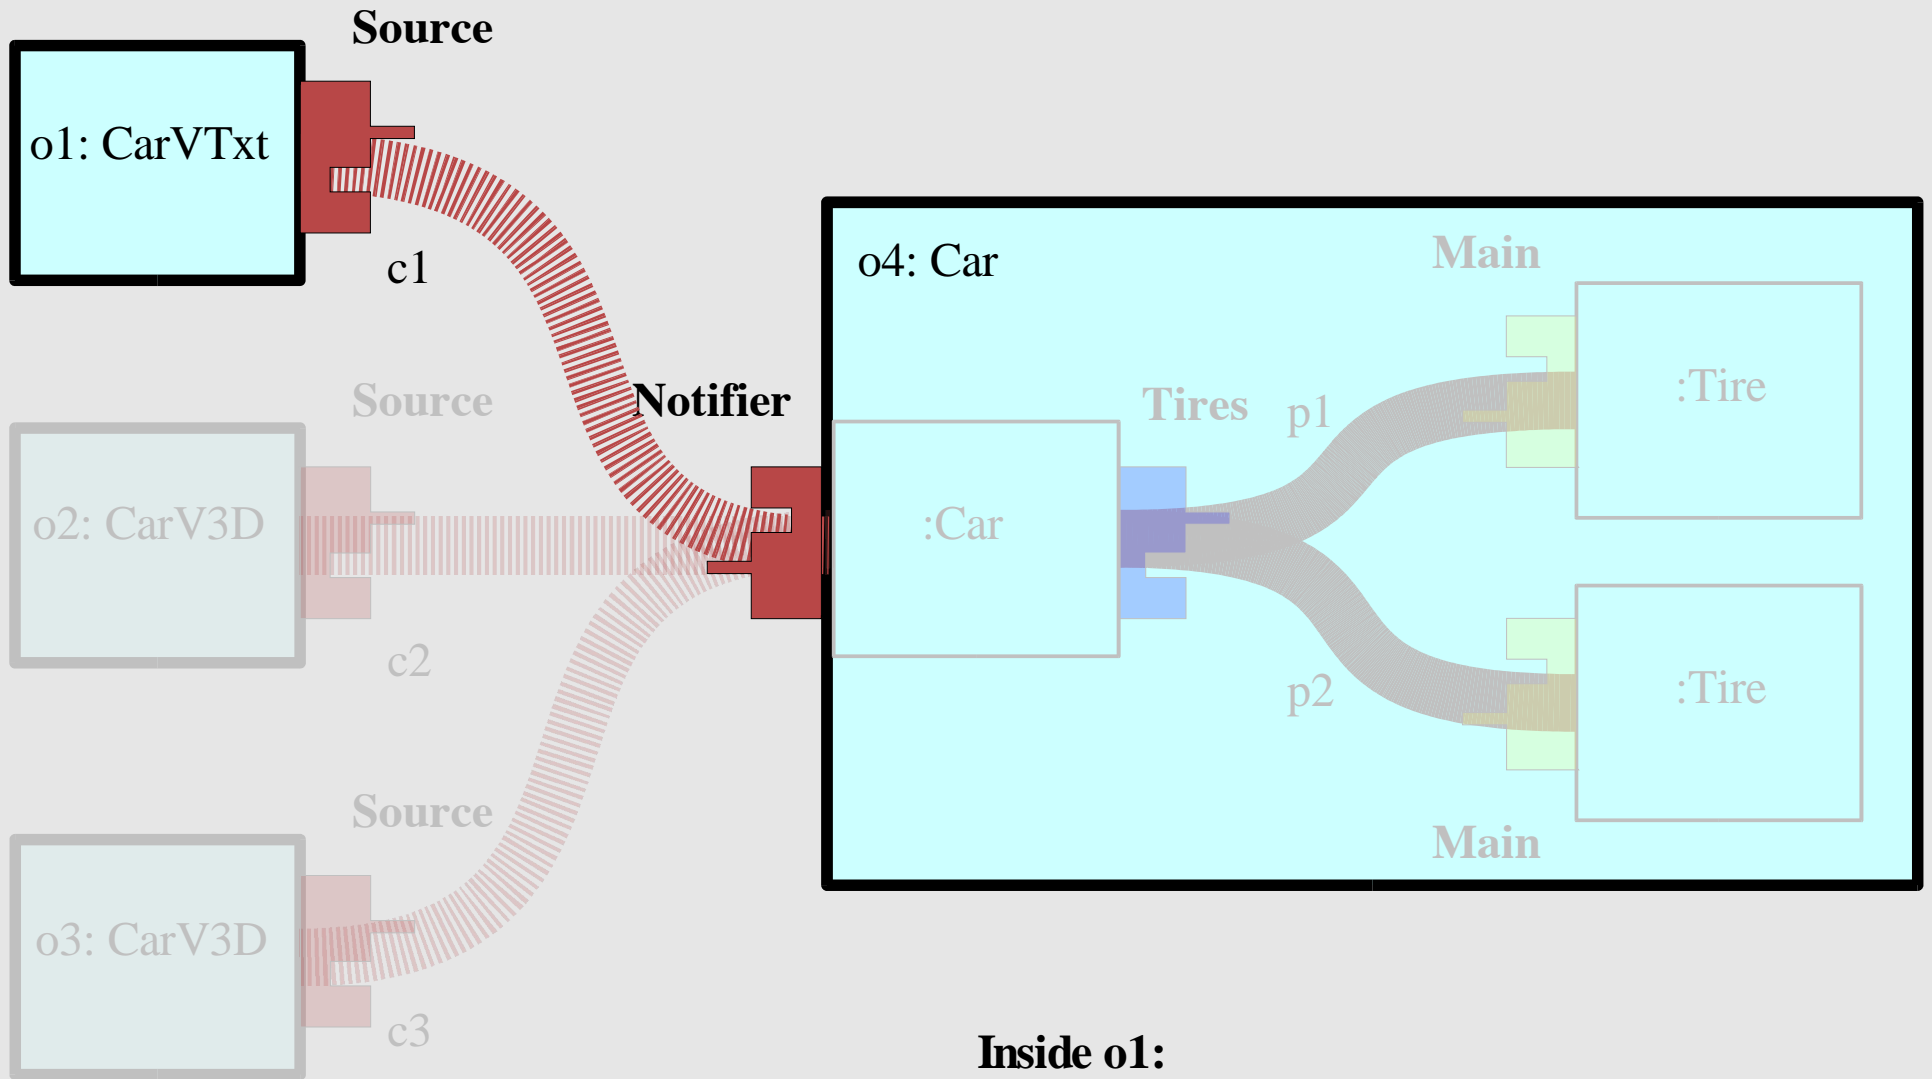 Source
o1: CarVTxt
c1
o4: Car
Main
:Tire
Source
Notifier
Tires
p1
o2: CarV3D
:Car
c2
p2
:Tire
Source
Main
o3: CarV3D
c3
Inside o1: